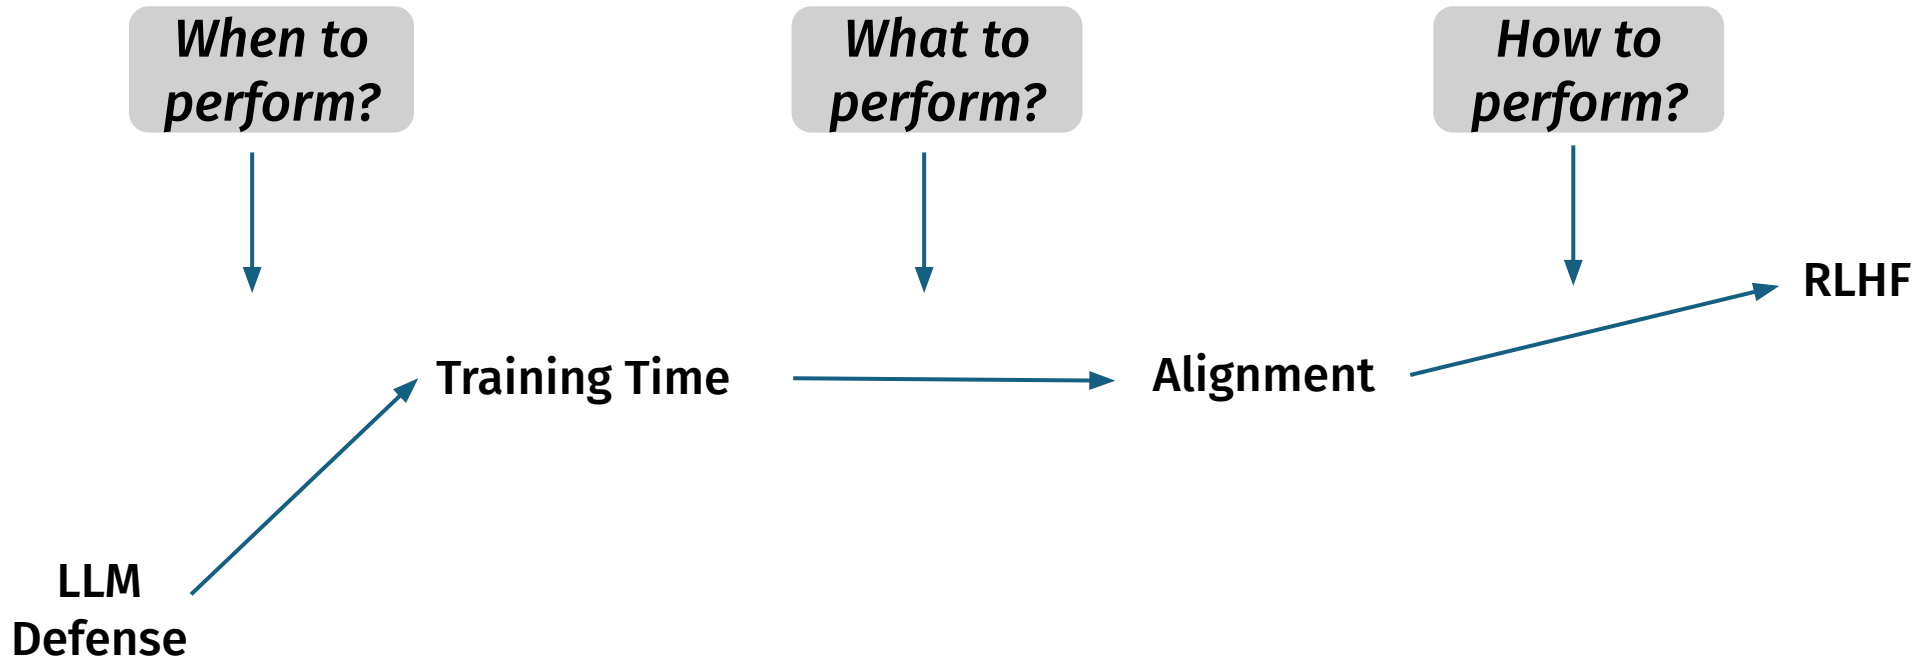 When to
perform?
What to
perform?
How to
perform?
RLHF
Training Time
Alignment
LLM
Defense